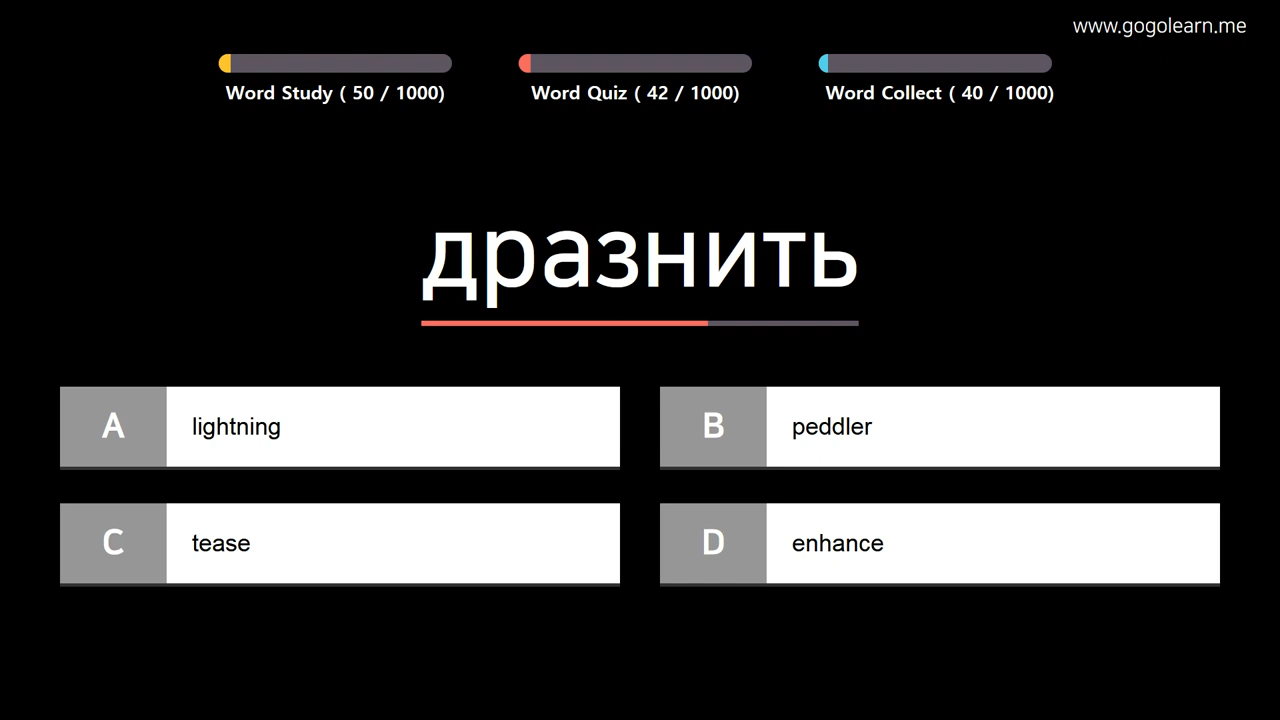 www.gogolearn.me
Word Study ( 50 / 1000)
Word Quiz ( 42 / 1000)
Word Collect ( 40 / 1000)
дразнить
A lightning
B peddler
C tease
D enhance